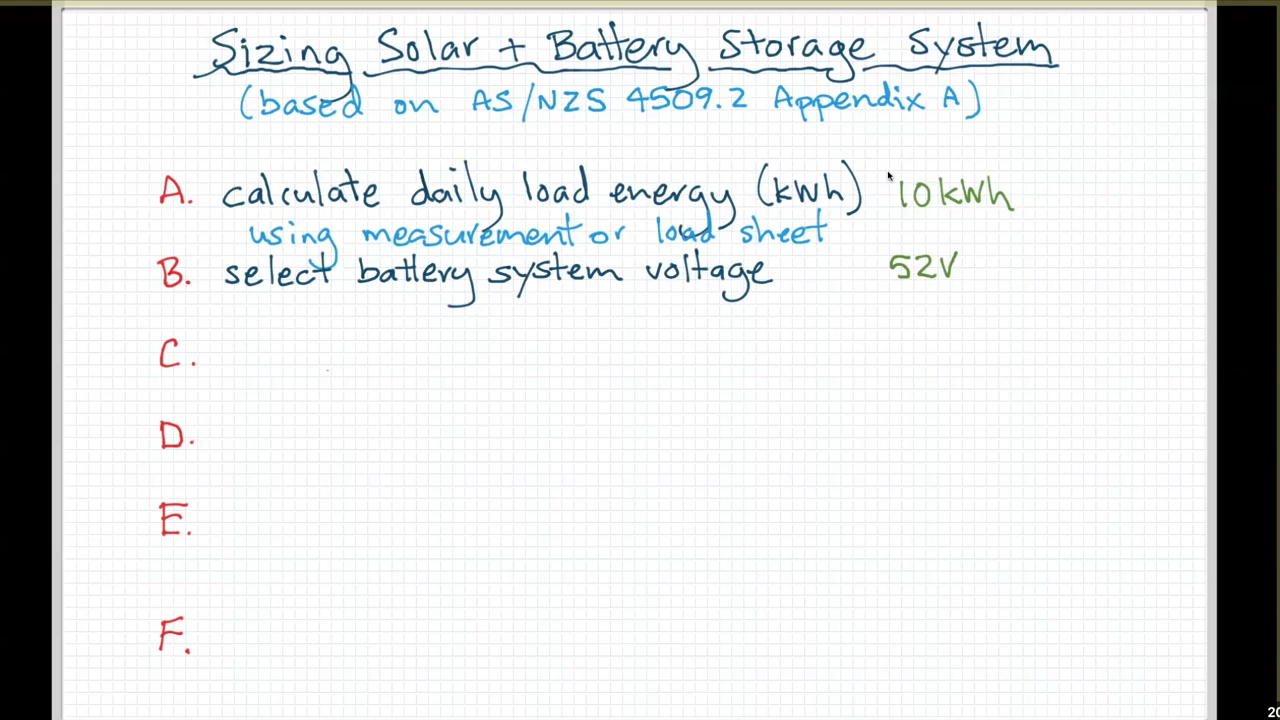 Sizing Solar + Battery Storage System
(based on AS/NZS 4509.2 Appendix A)
A. calculate daily load energy (kWh) 10kWh
using measurement or load sheet
B. select battery system voltage 52V
C.
D.
E.
F.
20